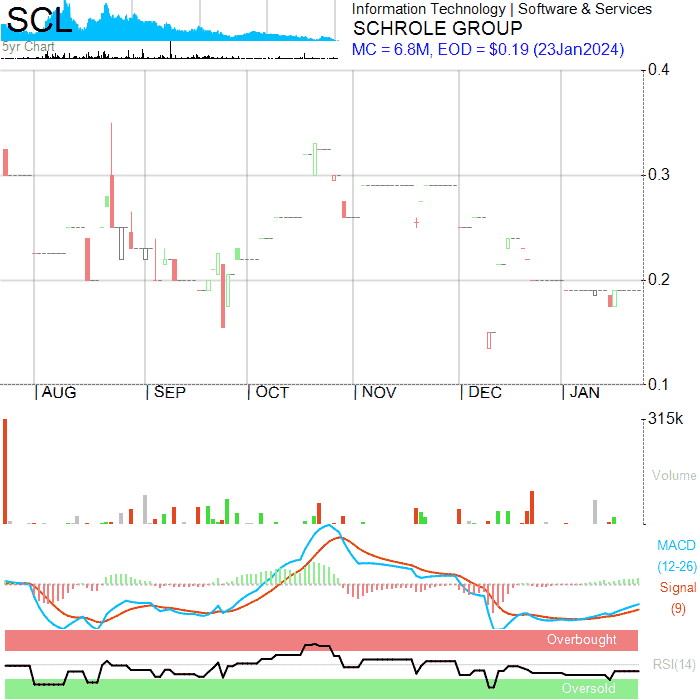 SCL
5yr Chart
Information Technology | Software & Services
SCHROLE GROUP
MC = 6.8M, EOD = $0.19 (23Jan2024)
0.4
0.3
0.2
0.1
|AUG |SEP |OCT |NOV |DEC |JAN
315k
Volume
MACD
(12-26)
Signal
(9)
Overbought
RSI(14)
Oversold